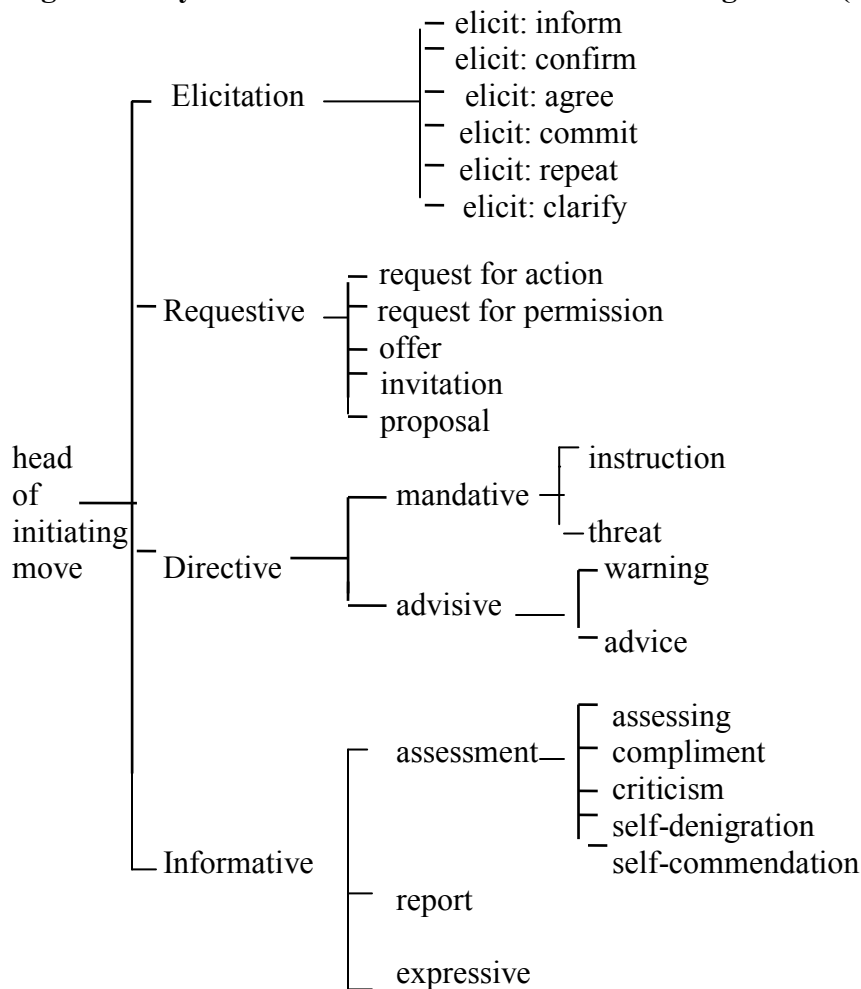 elicit: inform
elicit: confirm
Elicitation
elicit: agree
elicit: commit
elicit: repeat
elicit: clarify
request for action
Requestive
request for permission
offer
invitation
proposal
head
of
initiating
move
instruction
mandative
threat
Directive
warning
advisive
advice
assessing
assessment
compliment
criticism
self-denigration
Informative
self-commendation
report
expressive